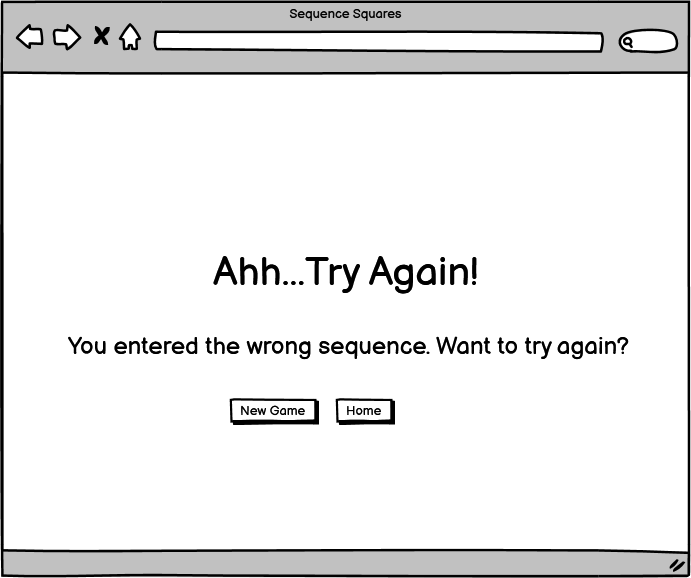 Sequence Squares
Ahh...Try Again!
You entered the wrong sequence. Want to try again?
New Game Home